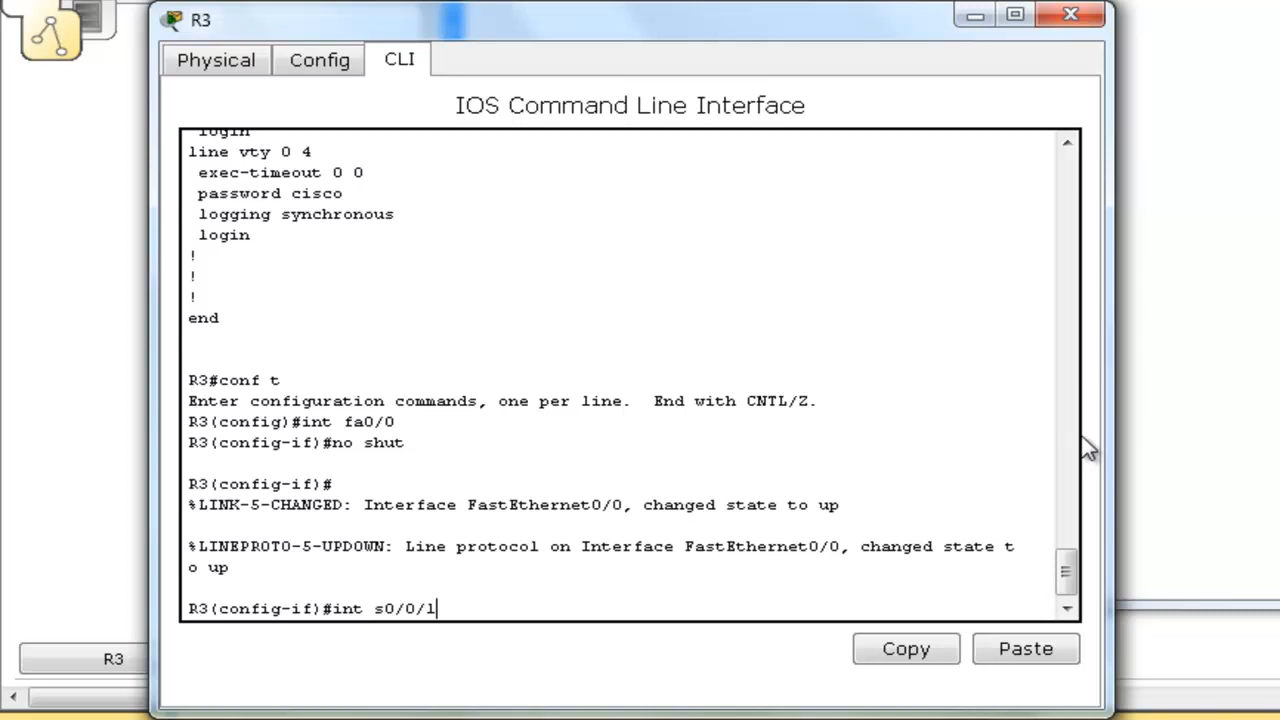 R3
Physical
Config
CLI
IOS Command Line Interface
login
line vty 0 4
exec-timeout 0 0
password cisco
logging synchronous
login
!
!
!
end
R3#conf t
Enter configuration commands, one per line. End with CNTL/Z.
R3(config)#int fa0/0
R3(config-if)#no shut
R3(config-if)#
%LINK-5-CHANGED: Interface FastEthernet0/0, changed state to up
%LINEPROTO-5-UPDOWN: Line protocol on Interface FastEthernet0/0, changed state t
o up
R3(config-if)#int s0/0/1
Copy
Paste
R3